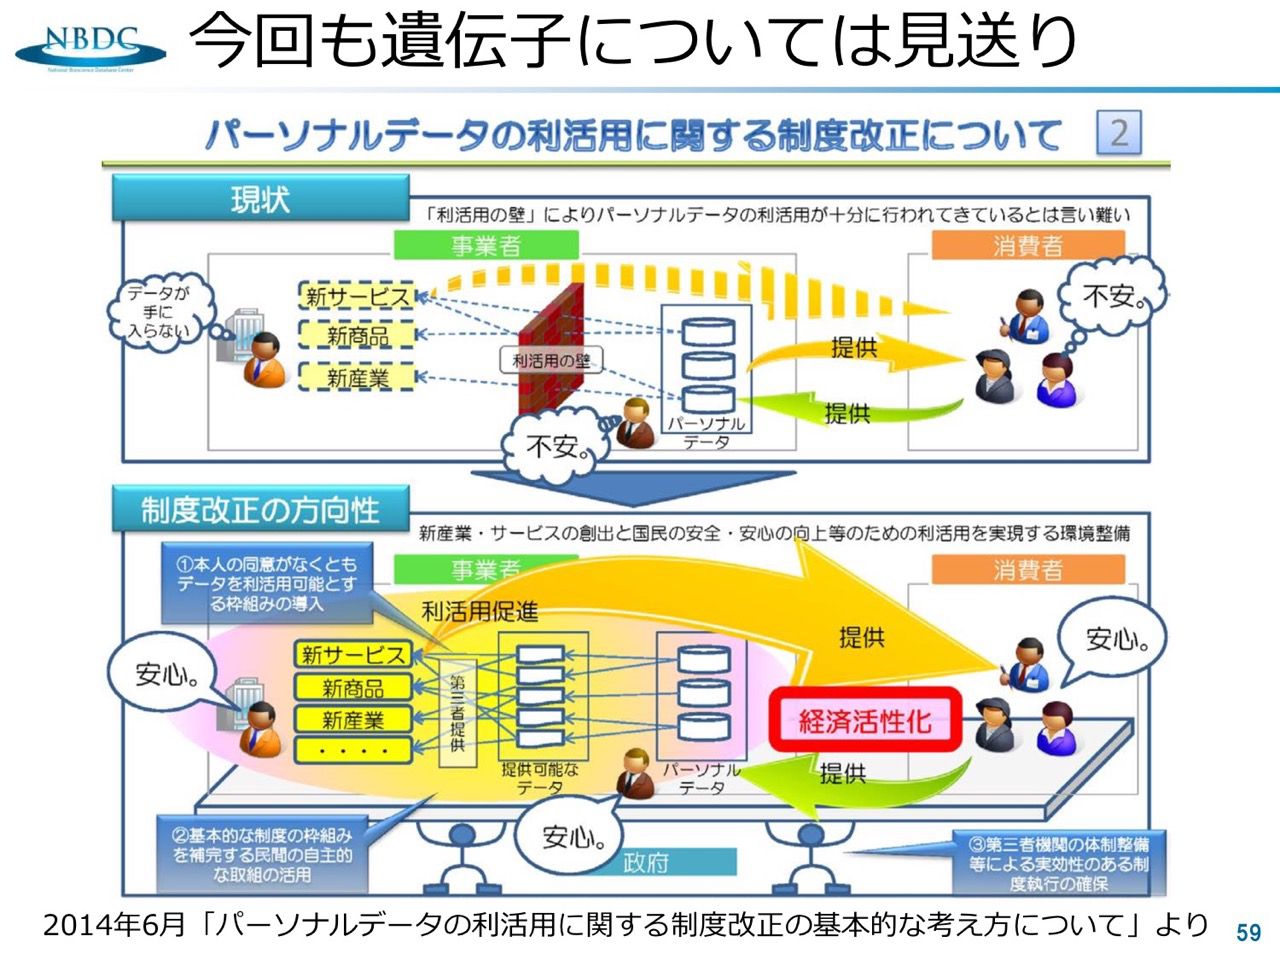 NBDC
National Bioscience Database Center
今回も遺伝子については見送り
パーソナルデータの利活用に関する制度改正について
2
現状
「利活用の壁」によりパーソナルデータの利活用が十分に行われてきているとは言い難い
事業者
消費者
データが
手に
入らない
新サービス
新商品
新産業
利活用の壁
不安。
パーソナル
データ
提供
提供
不安。
制度改正の方向性
新産業・サービスの創出と国民の安全・安心の向上等のための利活用を実現する環境整備
①本人の同意がなくとも
データを利活用可能とす
る枠組みの導入
事業者
消費者
利活用促進
安心。
新サービス
新商品
新産業
・・・・
第三者提供
提供可能な
データ
パーソナル
データ
提供
経済活性化
提供
安心。
安心。
②基本的な制度の枠組み
を補完する民間の自主的
な取組の活用
政府
③第三者機関の体制整備
等による実効性のある制
度執行の確保
2014年6月「パーソナルデータの利活用に関する制度改正の基本的な考え方について」より
59